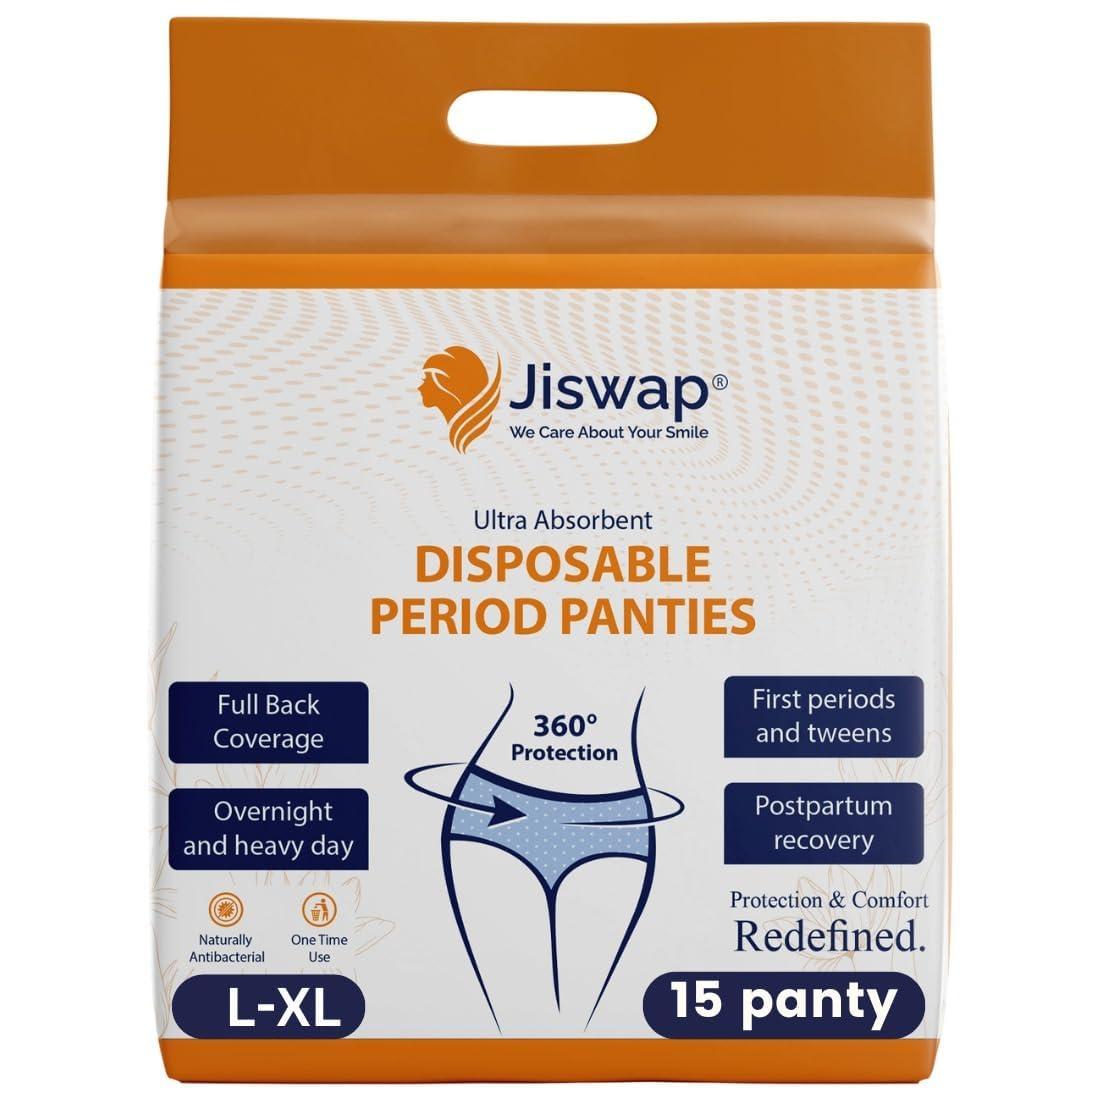 Jiswap®
We Care About Your Smile
Ultra Absorbent
DISPOSABLE
PERIOD PANTIES
Full Back
Coverage
Overnight
and heavy day
360°
Protection
First periods
and tweens
Postpartum
recovery
Naturally
Antibacterial
One Time
Use
Protection & Comfort
Redefined.
L-XL
15 panty